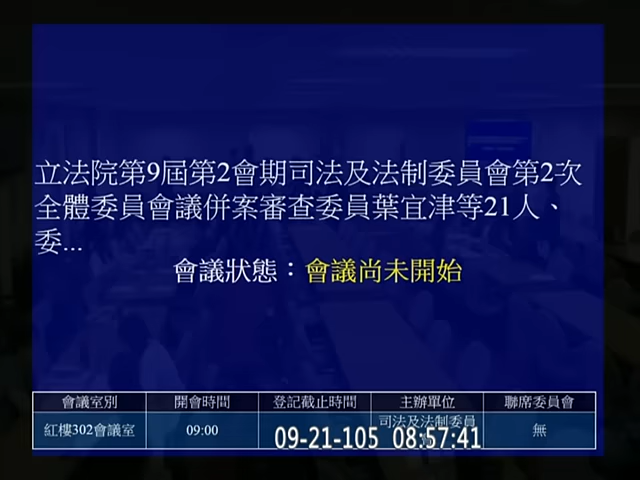 立法院第9屆第2會期司法及法制委員會第2次
全體委員會議併案審查委員葉宜津等21人、
委...
會議狀態：會議尚未開始
會議室別 開會時間 登記截止時間 主辦單位 聯席委員會
紅樓302會議室 09:00 司法及法制委員 無
09-21-105 08:57:41